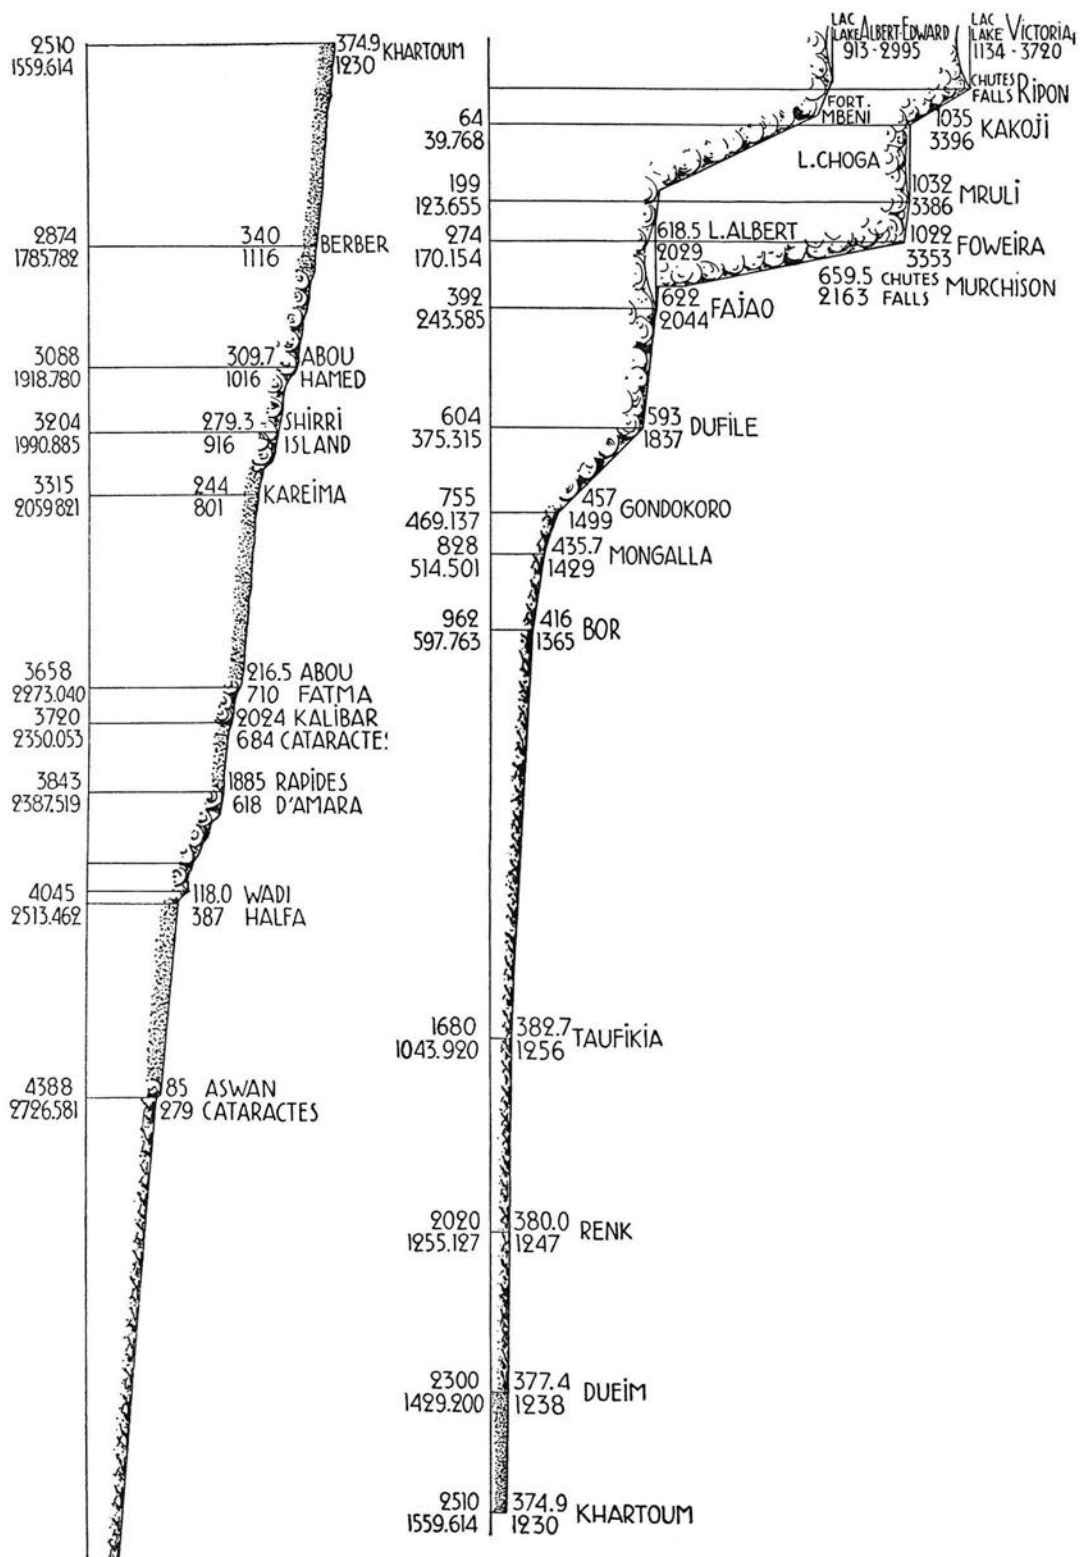 2510
1559.614
374.9
1230
KHARTOUM
2874
1785.782
340
1116
BERBER
3088
1918.780
309.7
1016
ABOU
HAMED
3204
1990.885
279.3
916
SHIRRI
ISLAND
3315
2059821
244
801
KAREIMA
3658
2273.040
216.5 ABOU
710 FATMA
3720
2350.053
2024 KALIBAR
684 CATARACTES
3843
2387.519
1885 RAPIDES
618 D'AMARA
4045
2513.462
118.0 WADI
387 HALFA
4388
2726.581
85 ASWAN
279 CATARACTES
LAC
LAKE ALBERT-EDWARD
913-2995
LAC
LAKE VICTORIA
1134 - 3720
CHUTES
FALLS RIPON
FORT.
MBENI
64
39.768
1035
3396
KAKOJI
L.CHOGA
199
123.655
1032
3386
MRULI
274
170.154
618.5 L.ALBERT
2029
1022
3353
FOWEIRA
659.5 CHUTES
2163 FALLS
MURCHISON
392
243.585
622
2044
FAJAO
604
375.315
593
1837
DUFILE
755
469.137
457
1499
GONDOKORO
828
514.501
435.7
1429
MONGALLA
962
597.763
416
1365
BOR
1680
1043.920
382.7
1256
TAUFIKIA
2020
1255.127
380.0
1247
RENK
2300
1429.200
377.4
1238
DUEIM
2510
1559.614
374.9
1230
KHARTOUM